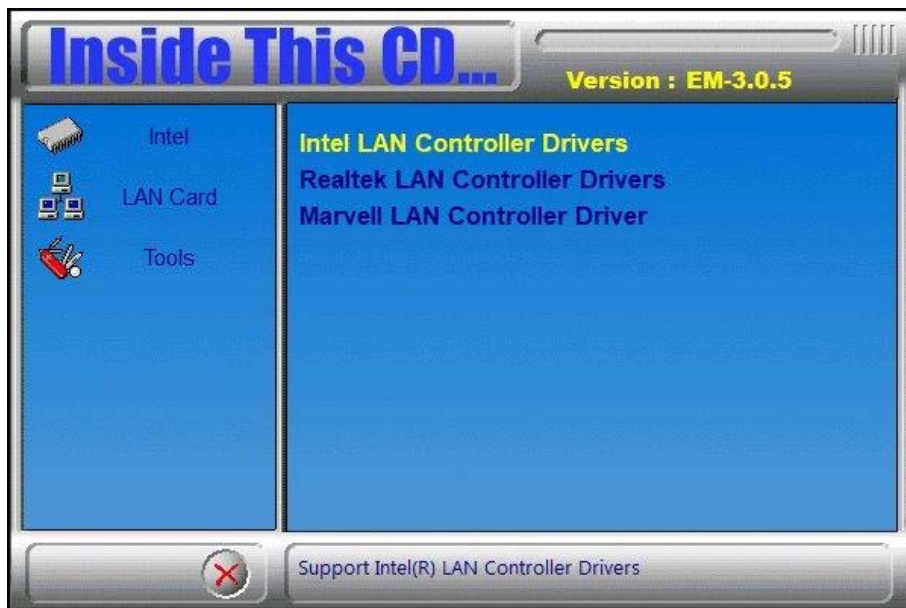 Inside This CD...
Version : EM-3.0.5
Intel
LAN Card
Tools
Intel LAN Controller Drivers
Realtek LAN Controller Drivers
Marvell LAN Controller Driver
Support Intel(R) LAN Controller Drivers